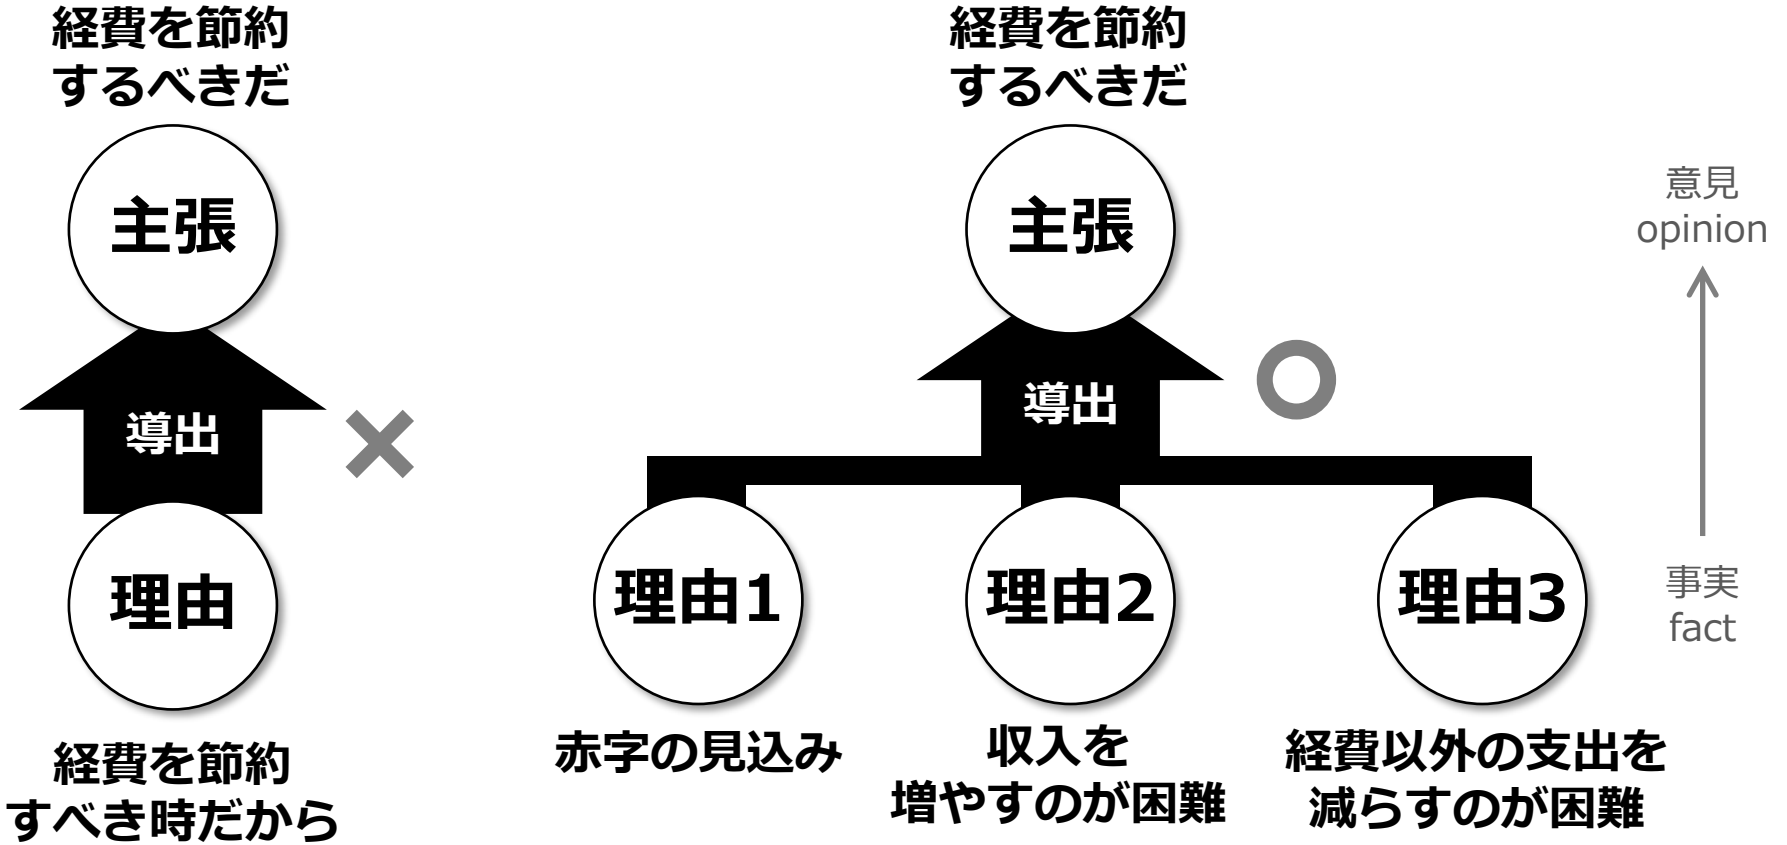 経費を節約
するべきだ
主張
導出
理由
経費を節約
すべき時だから
経費を節約
するべきだ
主張
導出
理由1
理由2
理由3
赤字の見込み
収入を
増やすのが困難
経費以外の支出を
減らすのが困難
意見
opinion
事実
fact